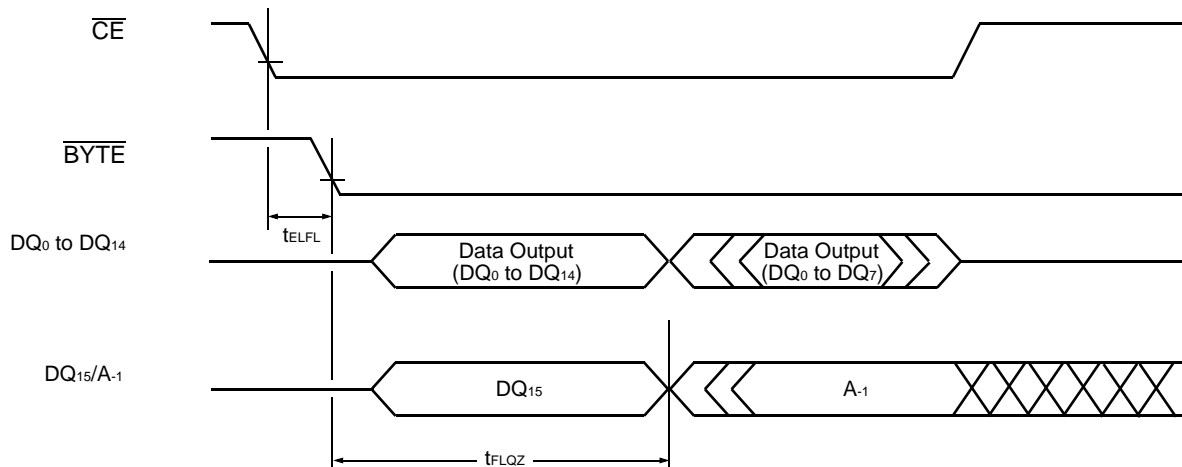 CE
BYTE
tELFL
DQ0 to DQ14
Data Output
(DQ0 to DQ14)
Data Output
(DQ0 to DQ7)
DQ15/A-1
DQ15
A-1
tFLQZ